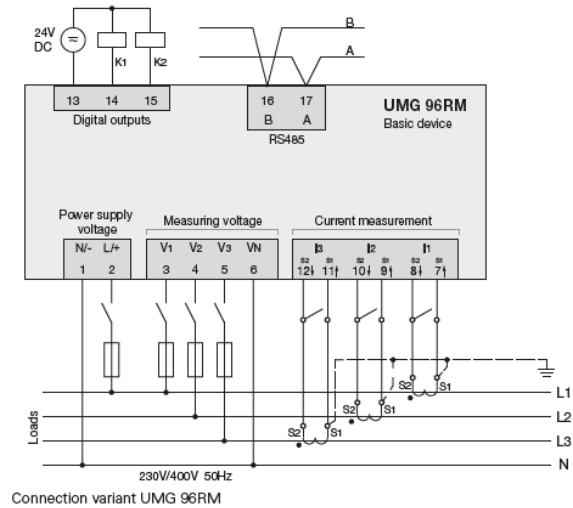 24V
DC
K1
K2
B
A
13 14 15
Digital outputs
16 17
B A
RS485
UMG 96RM
Basic device
Power supply
voltage
Measuring voltage
Current measurement
N/- L/+
V1 V2 V3 VN
I3 I2 I1
S2 S1 S2 S1 S2 S1
1 2
3 4 5 6
12 11 10 9 8 7
S2 S1
L1
S2 S1
L2
S2 S1
L3
N
Loads
230V/400V 50Hz
Connection variant UMG 96RM